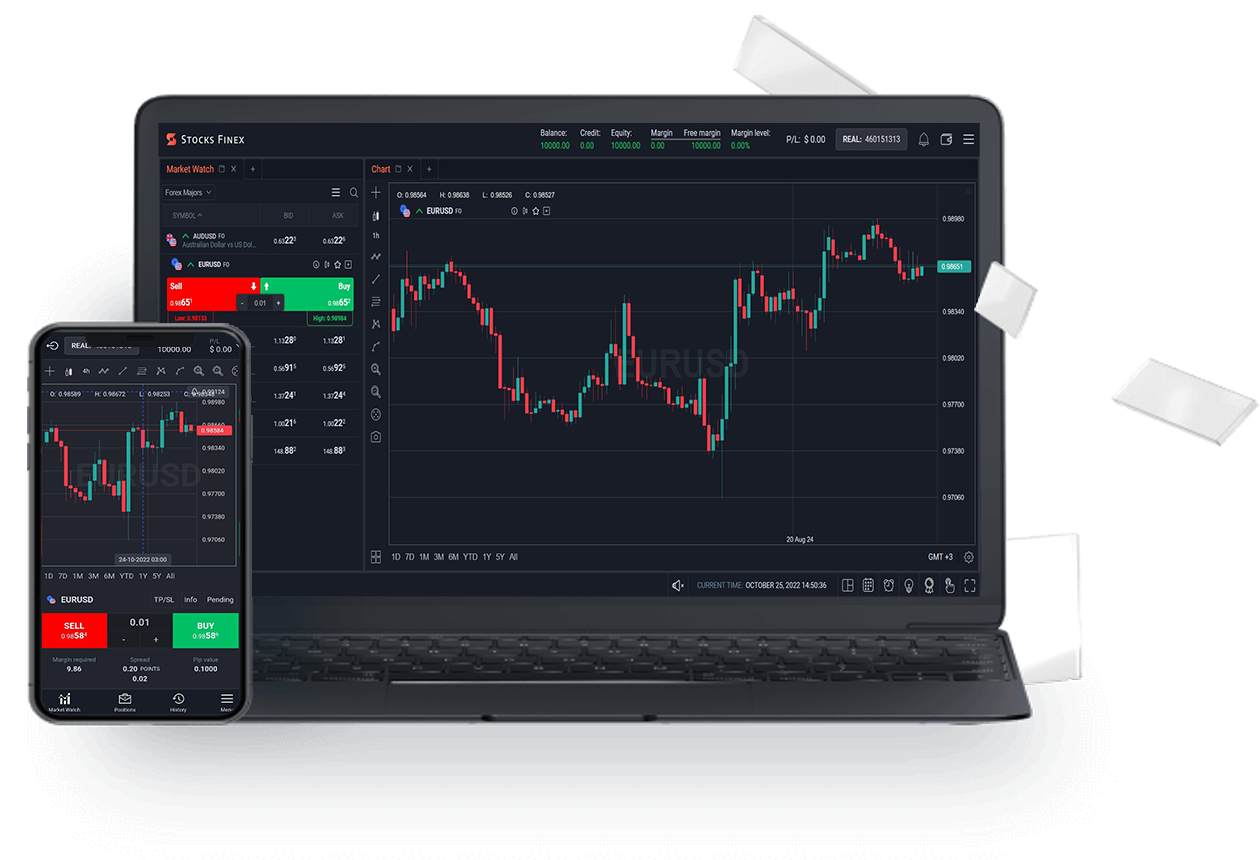 STOCKS FINEX
Balance: Credit: Equity: Margin Free margin Margin level:
10000.00 0.00 10000.00 0.00 10000.00 0.00%
P/L: $ 0.00
REAL: 460151313
Market Watch
Chart
Forex Majors
SYMBOL BID ASK
AUDUSD FO
Australian Dollar vs US Dol...
0.63223 0.63226
EURUSD FO
Sell Buy
0.98651 - 0.01 + 0.98652
Low: 0.98133 High: 0.98984
1.13280 1.13281
0.56915 0.56926
1.37241 1.37244
1.00216 1.00222
148.882 148.883
1h
O: 0.98564 H: 0.98638 L: 0.98526 C: 0.98527
EURUSD FO
EURUSD
0.98980
0.98651
0.98340
0.98020
0.97700
0.97380
0.97060
20 Aug 24
1D 7D 1M 3M 6M YTD 1Y 5Y All
GMT +3
CURRENT TIME: OCTOBER 25, 2022 14:50:36
REAL:
10000.00
P/L
$ 0.00
4h
O: 0.98589 H: 0.98672 L: 0.98253
0.99124
0.98980
0.98584
0.98340
0.98020
0.97700
0.97380
0.97060
EURUSD
24-10-2022 03:00
1D 7D 1M 3M 6M YTD 1Y 5Y All
EURUSD TP/SL Info Pending
SELL 0.01 BUY
0.98584 - + 0.98586
Margin required Spread Pip value
9.86 0.20 POINTS 0.1000
0.02
Market Watch Positions History Menu